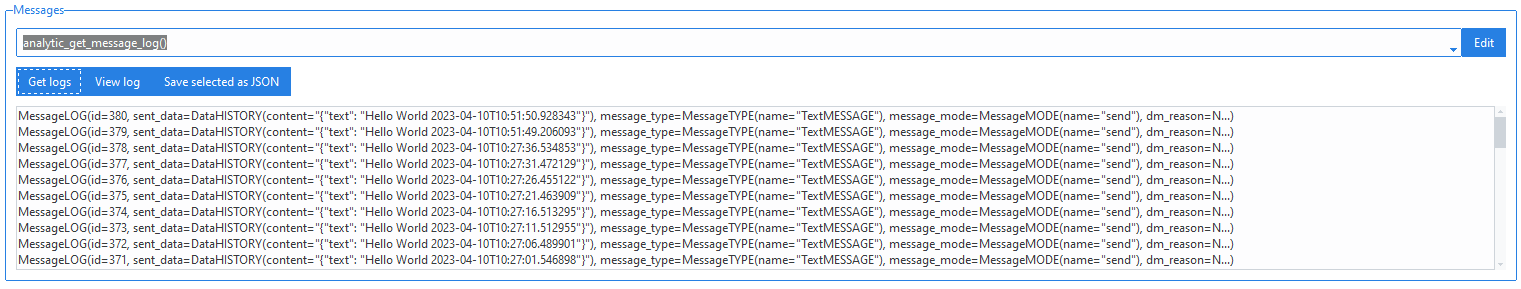 Messages
analytic_get_message_log()
Edit
Get logs View log Save selected as JSON
MessageLOG(id=380, sent_data=DataHISTORY(content="{"text": "Hello World 2023-04-10T10:51:50.928343"}"), message_type=MessageTYPE(name="TextMESSAGE"), message_mode=MessageMODE(name="send"), dm_reason=N...)
MessageLOG(id=379, sent_data=DataHISTORY(content="{"text": "Hello World 2023-04-10T10:51:49.206093"}"), message_type=MessageTYPE(name="TextMESSAGE"), message_mode=MessageMODE(name="send"), dm_reason=N...)
MessageLOG(id=378, sent_data=DataHISTORY(content="{"text": "Hello World 2023-04-10T10:27:36.534853"}"), message_type=MessageTYPE(name="TextMESSAGE"), message_mode=MessageMODE(name="send"), dm_reason=N...)
MessageLOG(id=377, sent_data=DataHISTORY(content="{"text": "Hello World 2023-04-10T10:27:31.472129"}"), message_type=MessageTYPE(name="TextMESSAGE"), message_mode=MessageMODE(name="send"), dm_reason=N...)
MessageLOG(id=376, sent_data=DataHISTORY(content="{"text": "Hello World 2023-04-10T10:27:26.455122"}"), message_type=MessageTYPE(name="TextMESSAGE"), message_mode=MessageMODE(name="send"), dm_reason=N...)
MessageLOG(id=375, sent_data=DataHISTORY(content="{"text": "Hello World 2023-04-10T10:27:21.463909"}"), message_type=MessageTYPE(name="TextMESSAGE"), message_mode=MessageMODE(name="send"), dm_reason=N...)
MessageLOG(id=374, sent_data=DataHISTORY(content="{"text": "Hello World 2023-04-10T10:27:16.513295"}"), message_type=MessageTYPE(name="TextMESSAGE"), message_mode=MessageMODE(name="send"), dm_reason=N...)
MessageLOG(id=373, sent_data=DataHISTORY(content="{"text": "Hello World 2023-04-10T10:27:11.512955"}"), message_type=MessageTYPE(name="TextMESSAGE"), message_mode=MessageMODE(name="send"), dm_reason=N...)
MessageLOG(id=372, sent_data=DataHISTORY(content="{"text": "Hello World 2023-04-10T10:27:06.489901"}"), message_type=MessageTYPE(name="TextMESSAGE"), message_mode=MessageMODE(name="send"), dm_reason=N...)
MessageLOG(id=371, sent_data=DataHISTORY(content="{"text": "Hello World 2023-04-10T10:27:01.546898"}"), message_type=MessageTYPE(name="TextMESSAGE"), message_mode=MessageMODE(name="send"), dm_reason=N...)